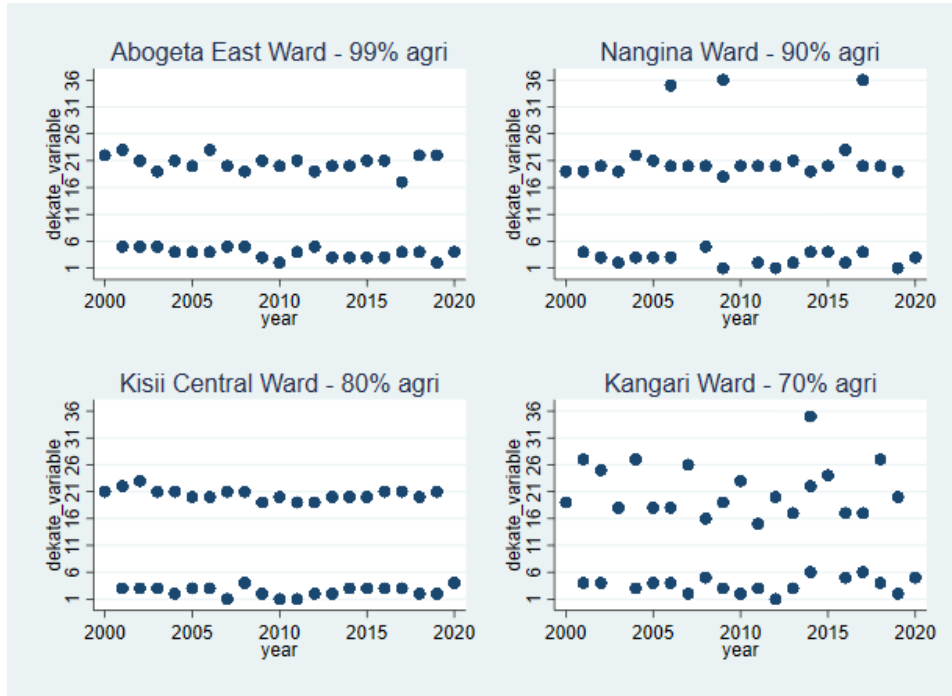 Abogeta East Ward - 99% agri
dekate_variable
1 6 11 16 21 26 31 36
2000 2005 2010 2015 2020
year
Nangina Ward - 90% agri
dekate_variable
1 6 11 16 21 26 31 36
2000 2005 2010 2015 2020
year
Kisii Central Ward - 80% agri
dekate_variable
1 6 11 16 21 26 31 36
2000 2005 2010 2015 2020
year
Kangari Ward - 70% agri
dekate_variable
1 6 11 16 21 26 31 36
2000 2005 2010 2015 2020
year